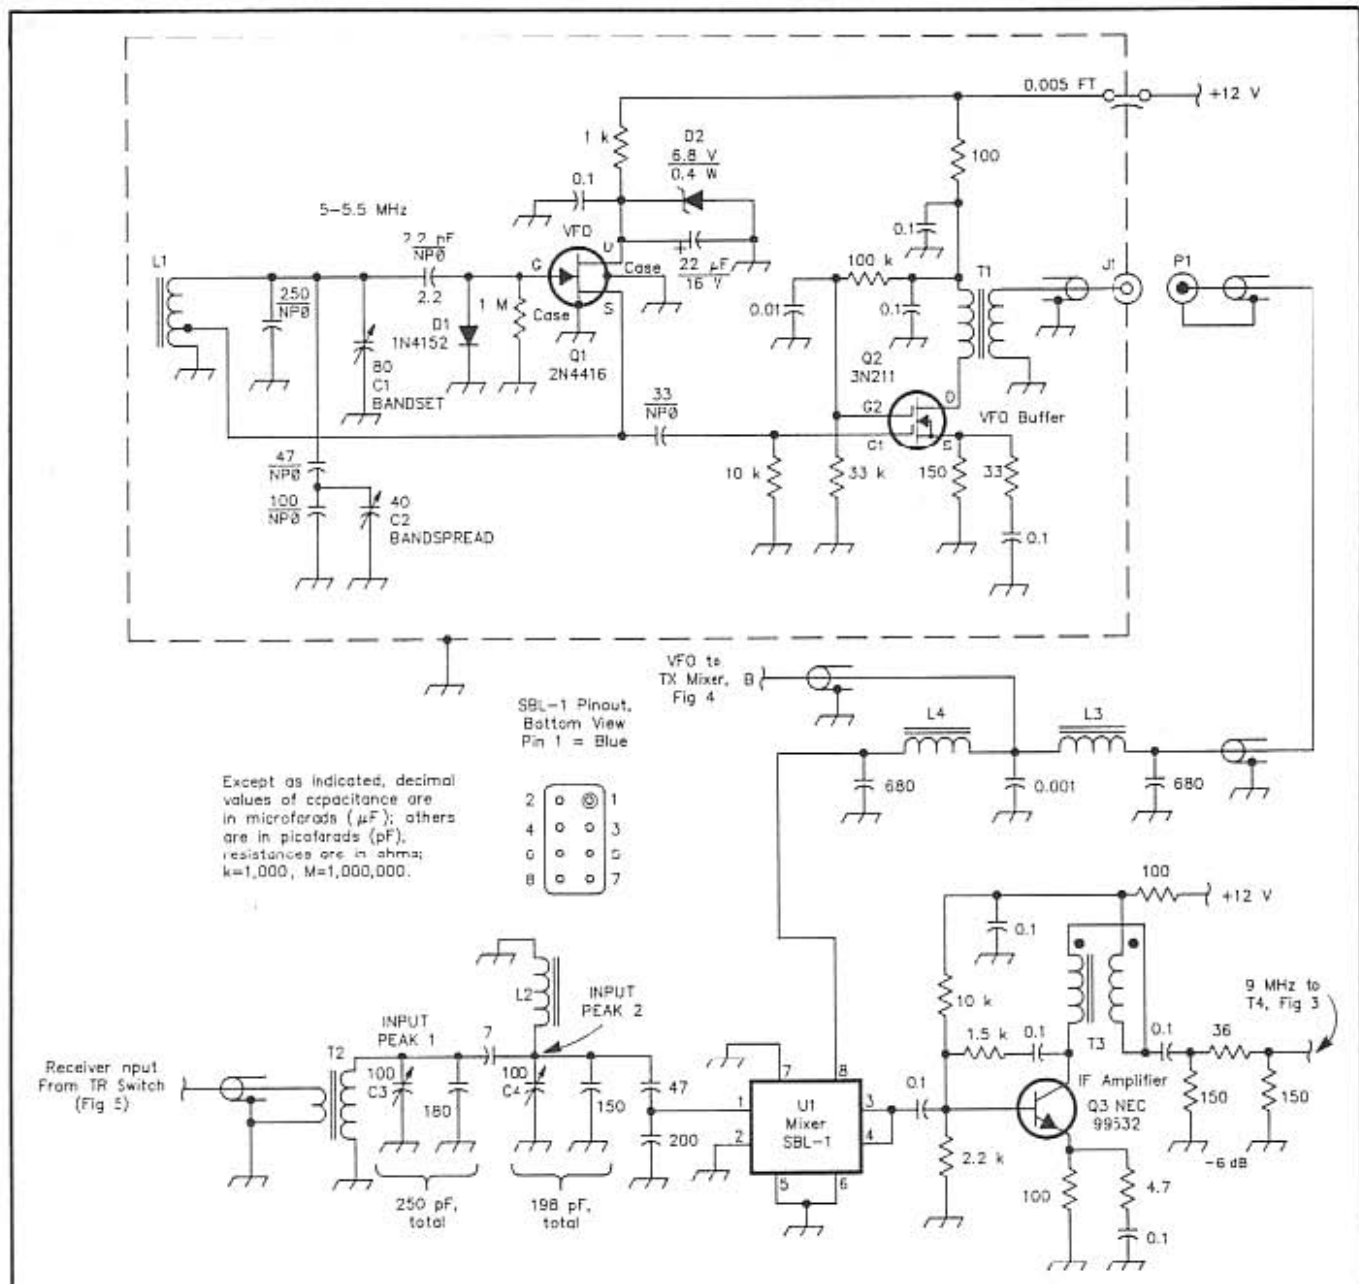 0.005 FT
+12 V
1 k
D2
6.8 V
0.4 W
100
0.1
5–5.5 MHz
VFO
D
0.1
2.2 pF
NPØ
2.2
G
Case
22 µF
16 V
100 k
T1
J1
P1
L1
250
NPØ
1 M
Case
S
0.01
0.1
D1
1N4152
Q1
2N4416
Q2
3N211
80
C1
BANDSET
33
NPØ
G2
D
VFO Buffer
G1
S
47
NPØ
10 k
33 k
150
33
100
NPØ
40
C2
BANDSPREAD
0.1
VFO to
TX Mixer,
Fig 4
B
SBL-1 Pinout,
Bottom View
Pin 1 = Blue
L4
L3
680
0.001
680
Except as indicated, decimal
values of capacitance are
in microfarads (µF); others
are in picofarads (pF),
resistances are in ohms;
k=1,000, M=1,000,000.
2 1
4 3
6 5
8 7
100
+12 V
0.1
L2
INPUT
PEAK 2
INPUT
PEAK 1
10 k
9 MHz to
T4, Fig 3
7
1.5 k
0.1
T3
0.1
36
Receiver nput
From TR Switch
(Fig 5)
T2
100
C3
180
100
C4
150
47
200
7
8
1
2
3
4
5
6
U1
Mixer
SBL-1
0.1
IF Amplifier
Q3 NEC
99532
150
150
2.2 k
-6 dB
100
4.7
0.1
250 pF,
total
198 pF,
total